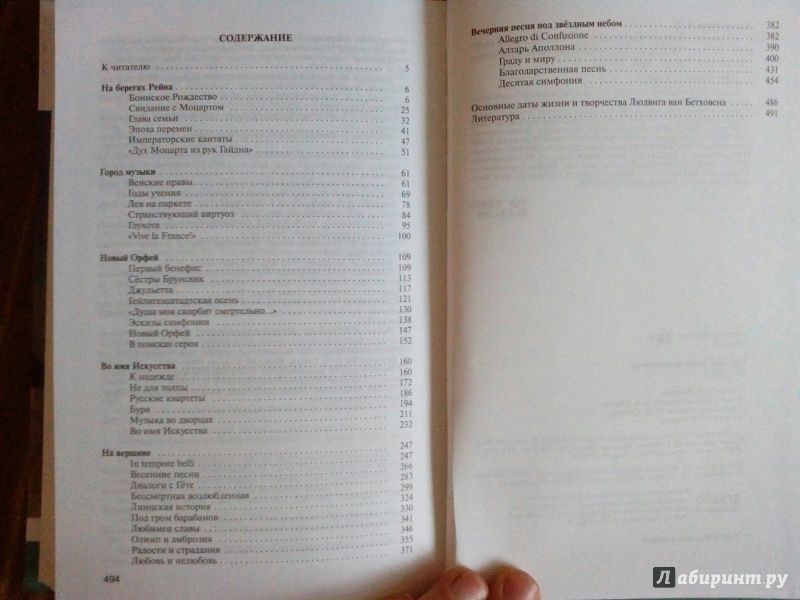 СОДЕРЖАНИЕ
К читателю 5
На берегах Рейна 6
Боннское Рождество 6
Свидание с Моцартом 25
Глава семьи 32
Эпоха перемен 41
Императорские кантаты 47
«Дух Моцарта из рук Гайдна» 51
Город музыки 61
Венские нравы 61
Годы учения 69
Лев на паркете 78
Странствующий виртуоз 84
Глухота 95
«Vive la France!» 100
Новый Орфей 109
Первый бенефис 109
Сёстры Брунсвик 113
Джульетта 117
Гейлигенштадтская осень 121
«Душа моя скорбит смертельно...» 130
Эскизы симфонии 138
Новый Орфей 147
В поисках героя 152
Во имя Искусства 160
К надежде 160
Не для толпы 172
Русские квартеты 186
Буря 194
Музыка во дворцах 211
Во имя Искусства 232
На вершине 247
In tempore belli 247
Весенние песни 266
Диалоги с Гёте 283
Бессмертная возлюбленная 299
Линцская история 324
Под гром барабанов 330
Любимец славы 341
Олимп и амброзия 346
Радости и страдания 355
Любовь и нелюбовь 371
494
Вечерняя песня под звёздным небом 382
Allegro di Confusione 382
Алтарь Аполлона 390
Граду и миру 400
Благодарственная песнь 431
Десятая симфония 454
Основные даты жизни и творчества Людвига ван Бетховена 486
Литература 491
Лабиринт.ру